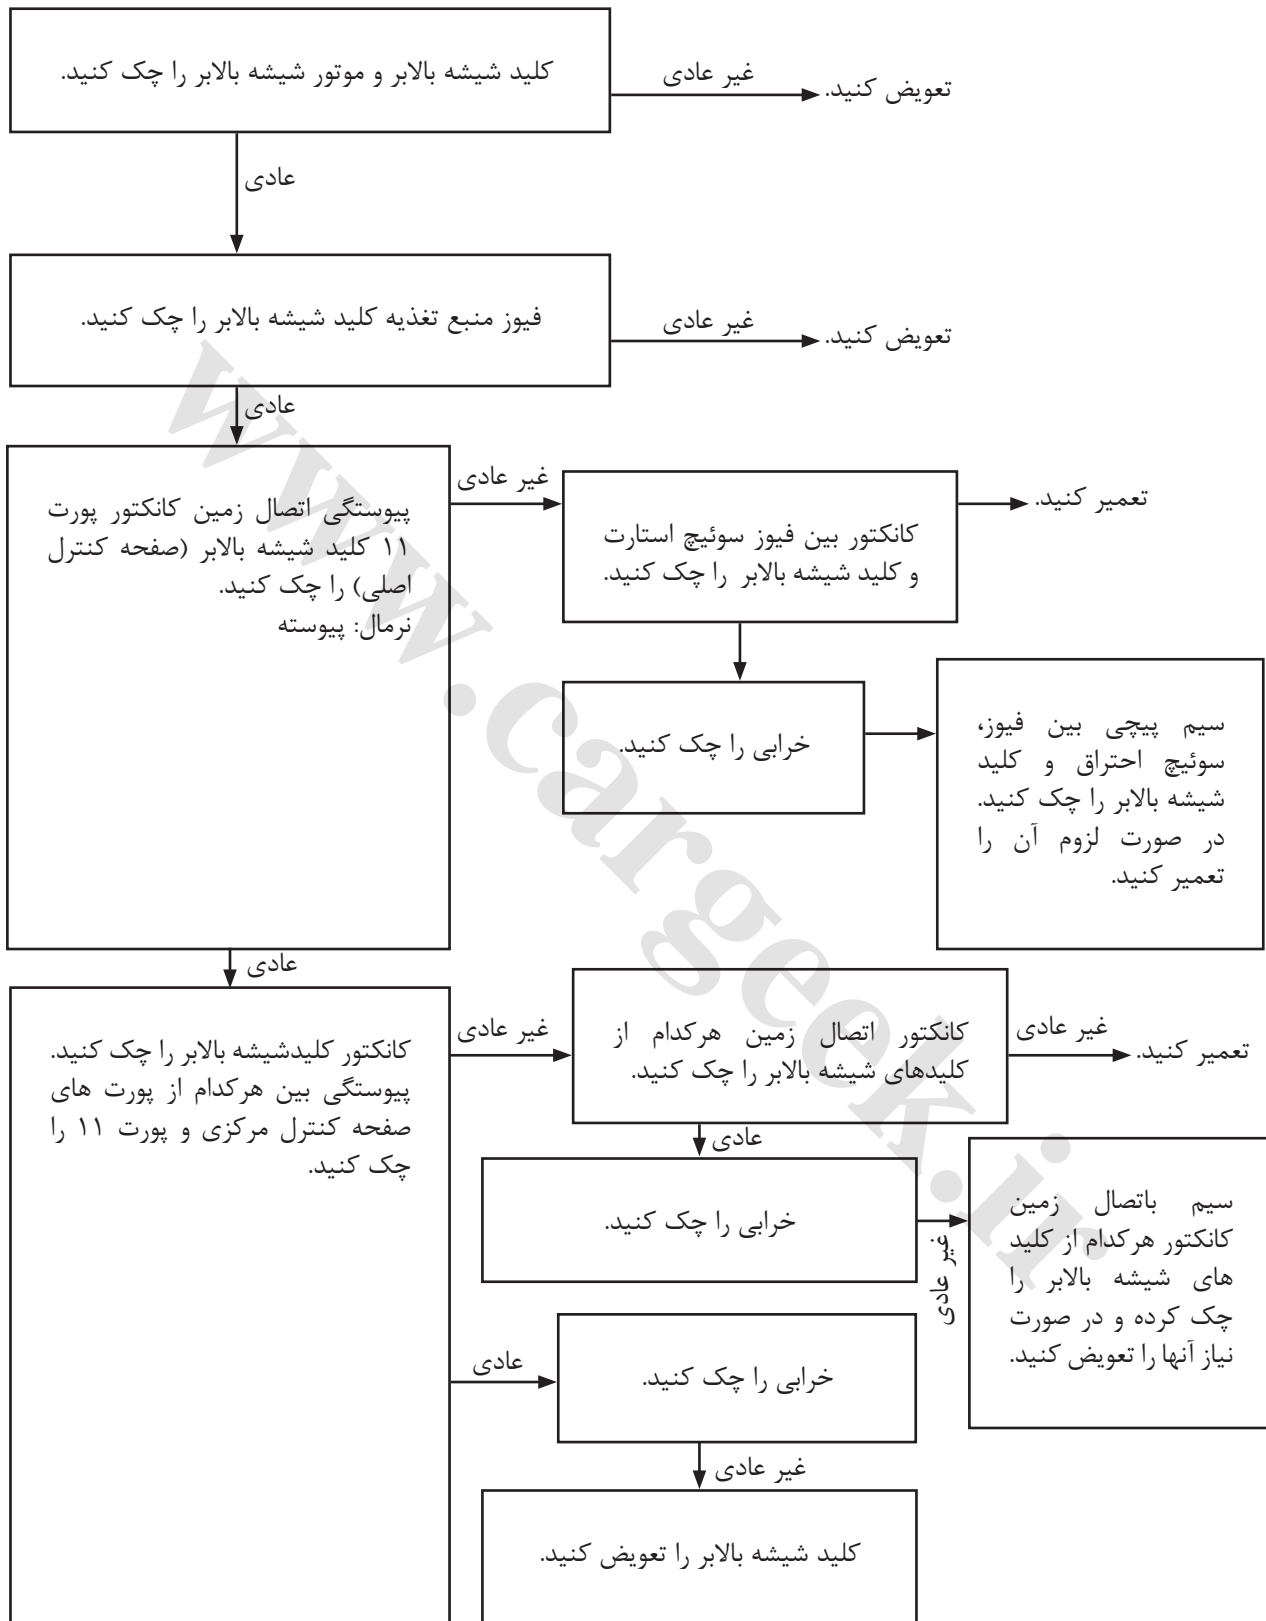 کلید شیشه بالابر و موتور شیشه بالابر را چک کنید.
غیر عادی
تعویض کنید.
عادی
فیوز منبع تغذیه کلید شیشه بالابر را چک کنید.
غیر عادی
تعویض کنید.
عادی
پیوستگی اتصال زمین کانکتور پورت
۱۱ کلید شیشه بالابر (صفحه کنترل
اصلی) را چک کنید.
نرمال: پیوسته
غیر عادی
کانکتور بین فیوز سوئیچ استارت
و کلید شیشه بالابر را چک کنید.
تعمیر کنید.
خرابی را چک کنید.
سیم پیچی بین فیوز،
سوئیچ احتراق و کلید
شیشه بالابر را چک کنید.
در صورت لزوم آن را
تعمیر کنید.
عادی
کانکتور کلیدشیشه بالابر را چک کنید.
پیوستگی بین هرکدام از پورت های
صفحه کنترل مرکزی و پورت ۱۱ را
چک کنید.
غیر عادی
کانکتور اتصال زمین هرکدام از
کلیدهای شیشه بالابر را چک کنید.
غیر عادی
تعمیر کنید.
عادی
خرابی را چک کنید.
غیر عادی
سیم باتصال زمین
کانکتور هرکدام از کلید
های شیشه بالابر را
چک کرده و در صورت
نیاز آنها را تعویض کنید.
عادی
خرابی را چک کنید.
غیر عادی
کلید شیشه بالابر را تعویض کنید.
www.cargeek.ir